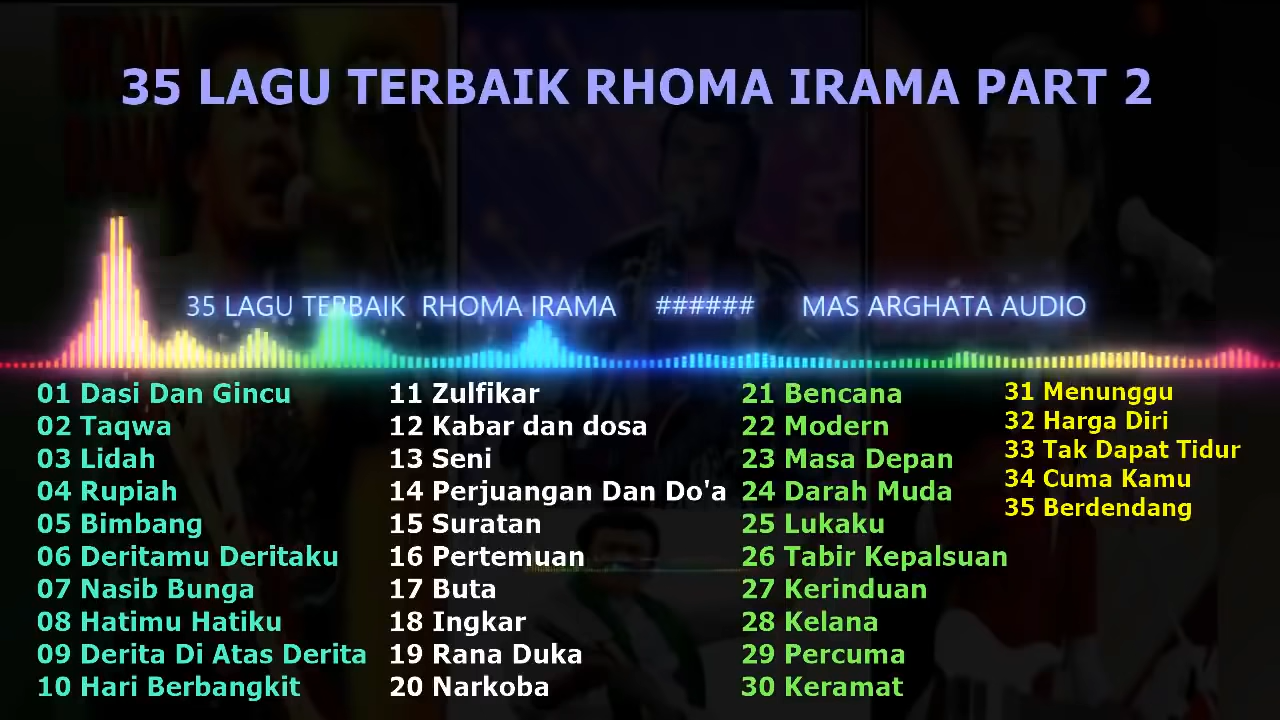 35 LAGU TERBAIK RHOMA IRAMA PART 2
35 LAGU TERBAIK RHOMA IRAMA ###### MAS ARGHATA AUDIO
01 Dasi Dan Gincu
02 Taqwa
03 Lidah
04 Rupiah
05 Bimbang
06 Deritamu Deritaku
07 Nasib Bunga
08 Hatimu Hatiku
09 Derita Di Atas Derita
10 Hari Berbangkit
11 Zulfikar
12 Kabar dan dosa
13 Seni
14 Perjuangan Dan Do'a
15 Suratan
16 Pertemuan
17 Buta
18 Ingkar
19 Rana Duka
20 Narkoba
21 Bencana
22 Modern
23 Masa Depan
24 Darah Muda
25 Lukaku
26 Tabir Kepalsuan
27 Kerinduan
28 Kelana
29 Percuma
30 Keramat
31 Menunggu
32 Harga Diri
33 Tak Dapat Tidur
34 Cuma Kamu
35 Berdendang